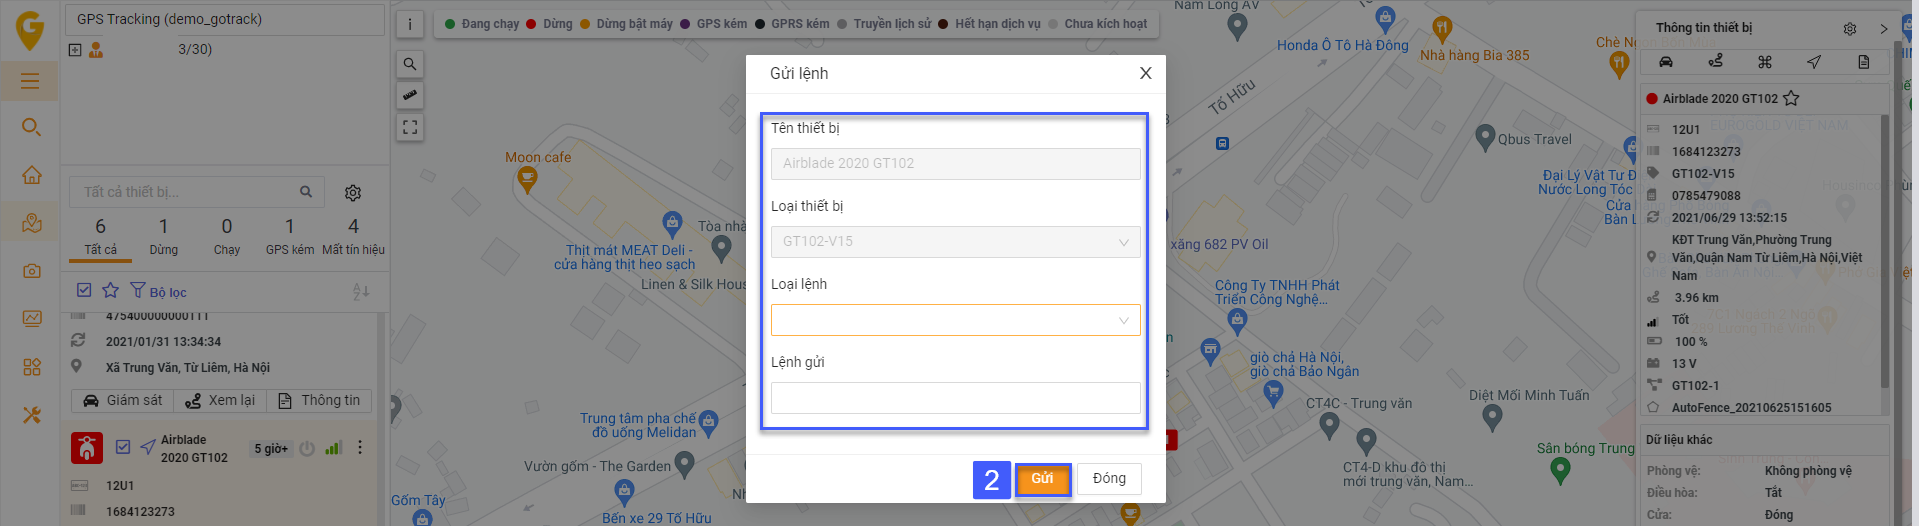 GPS Tracking (demo_gotrack)
3/30)
Tất cả thiết bị...
6
1
0
1
4
Tất cả
Dừng
Chạy
GPS kém
Mất tín hiệu
Bộ lọc
475400000000111
2021/01/31 13:34:34
Xã Trung Văn, Từ Liêm, Hà Nội
Giám sát
Xem lại
Thông tin
Airblade
2020 GT102
5 giờ+
12U1
1684123273
i
Đang chạy
Dừng
Dừng bật máy
GPS kém
GPRS kém
Truyền lịch sử
Hết hạn dịch vụ
Chưa kích hoạt
Nam Long AV
Honda Ô Tô Hà Đông
Nhà hàng Bia 385
Tố Hữu
Qbus Travel
Moon cafe
Tòa nhà
Thịt mát MEAT Deli -
cửa hàng thịt heo sạch
Linen & Silk Hous
xăng 682 PV Oil
Công Ty TNHH Phát
Triển Công Nghệ...
Đại Lý Vật Tư
Nước Long Tóc
giò chả Hà Nội,
giò chả Bảo Ngân
Trung tâm pha chế
đồ uống Melidan
CT4C - Trung văn
Diệt Mối Minh Tuấn
Vườn gốm - The Garden
CT4-D khu đô thị
mới trung văn, Nam...
Sân bóng Trung
Gốm Tây
Bến xe 29 Tố Hữu
Gửi lệnh
X
Tên thiết bị
Airblade 2020 GT102
Loại thiết bị
GT102-V15
Loại lệnh
Lệnh gửi
2
Gửi
Đóng
Thông tin thiết bị
Airblade 2020 GT102
12U1
1684123273
GT102-V15
0785479088
2021/06/29 13:52:15
KĐT Trung Văn,Phường Trung
Văn,Quận Nam Từ Liêm,Hà Nội,Việt
Nam
3.96 km
Tốt
100 %
13 V
GT102-1
AutoFence_20210625151605
Dữ liệu khác
Phòng vệ:
Không phòng vệ
Điều hòa:
Tắt
Cửa:
Đóng